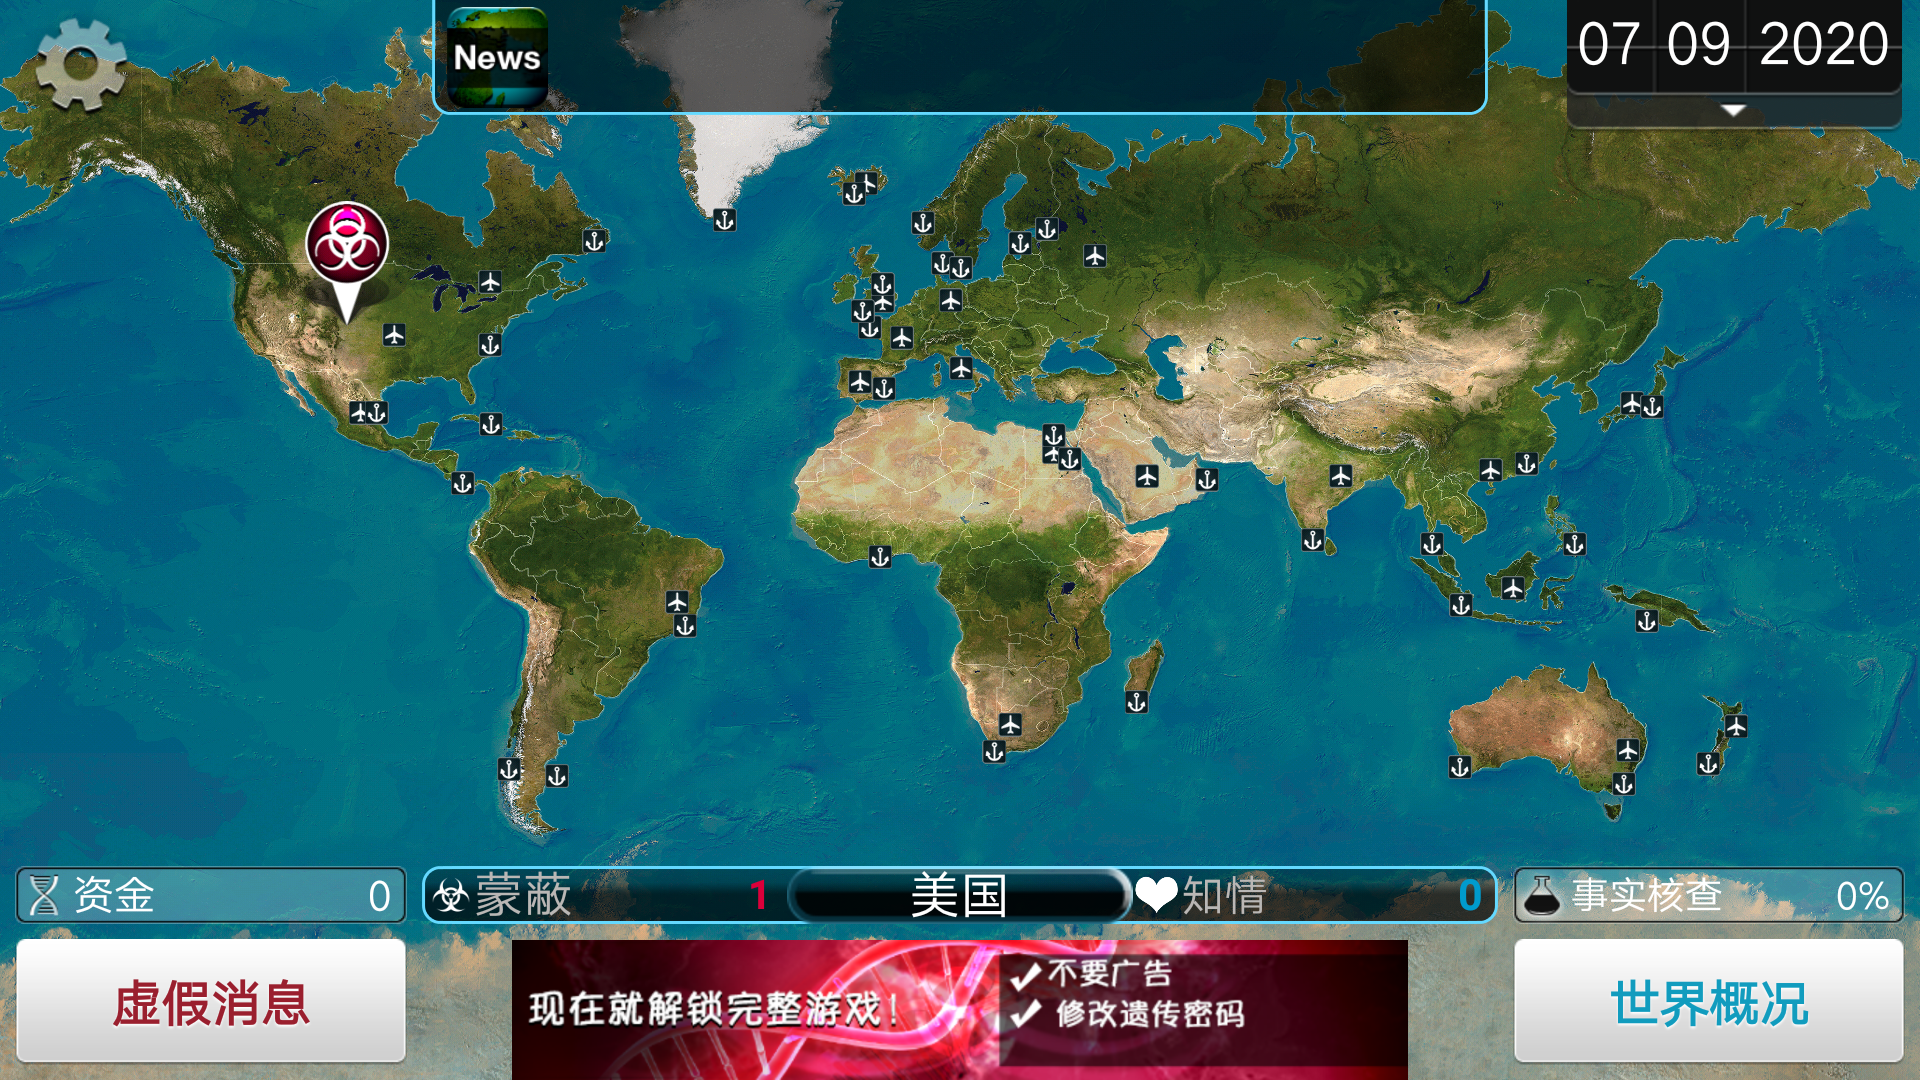 News
07 09 2020
资金 0
蒙蔽 1
美国
知情 0
事实核查 0%
虚假消息
现在就解锁完整游戏!
不要广告
修改遗传密码
世界概况